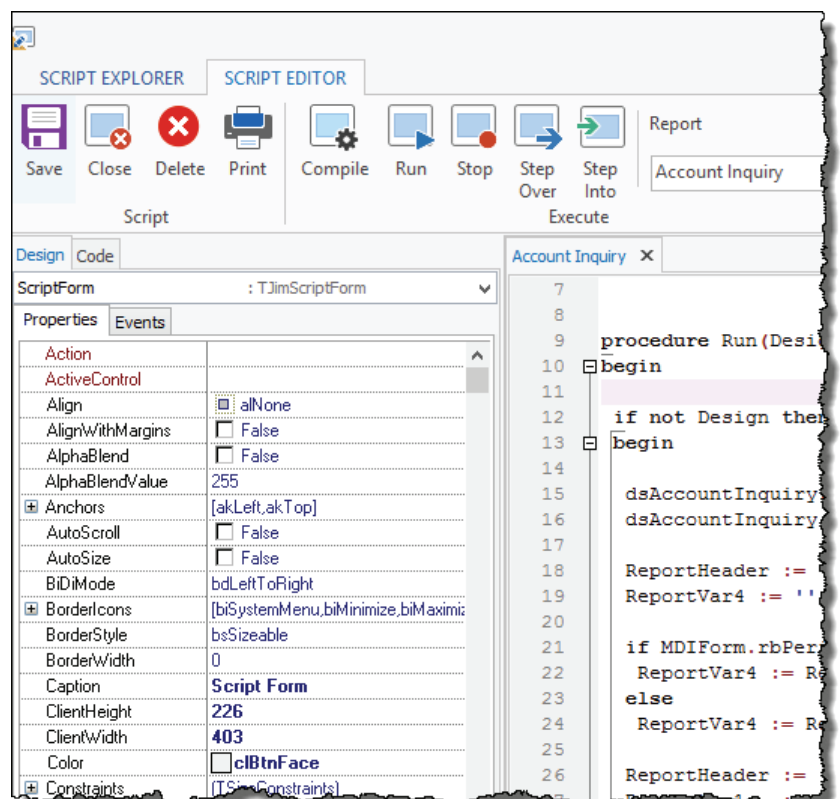 SCRIPT EXPLORER SCRIPT EDITOR
Save Close Delete Print Compile Run Stop Step Over Step Into Report
Account Inquiry
Script Execute
Design Code
ScriptForm : TJimScriptForm
Properties Events
Action
ActiveControl
Align alNone
AlignWithMargins False
AlphaBlend False
AlphaBlendValue 255
Anchors [akLeft,akTop]
AutoScroll False
AutoSize False
BiDiMode bdLeftToRight
BorderIcons [biSystemMenu,biMinimize,biMaximiz
BorderStyle bsSizeable
BorderWidth 0
Caption Script Form
ClientHeight 226
ClientWidth 403
Color clBtnFace
Constraints
Account Inquiry X
7
8
9 procedure Run(Desi
10 begin
11
12 if not Design then
13 begin
14
15 dsAccountInquiry
16 dsAccountInquiry
17
18 ReportHeader :=
19 ReportVar4 := ''
20
21 if MDIForm.rbPer
22 ReportVar4 := Re
23 else
24 ReportVar4 := Re
25
26 ReportHeader :=